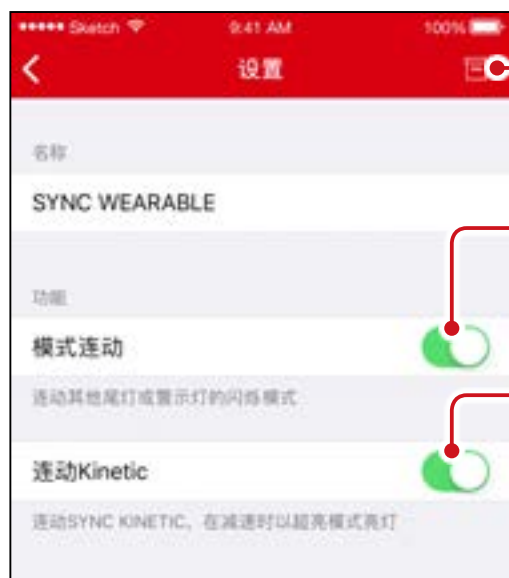 Sketch 9:41 AM 100%
设置
名称
SYNC WEARABLE
功能
模式连动
连动其他尾灯或警示灯的闪烁模式
连动Kinetic
连动SYNC KINETIC，在减速时以超亮模式亮灯